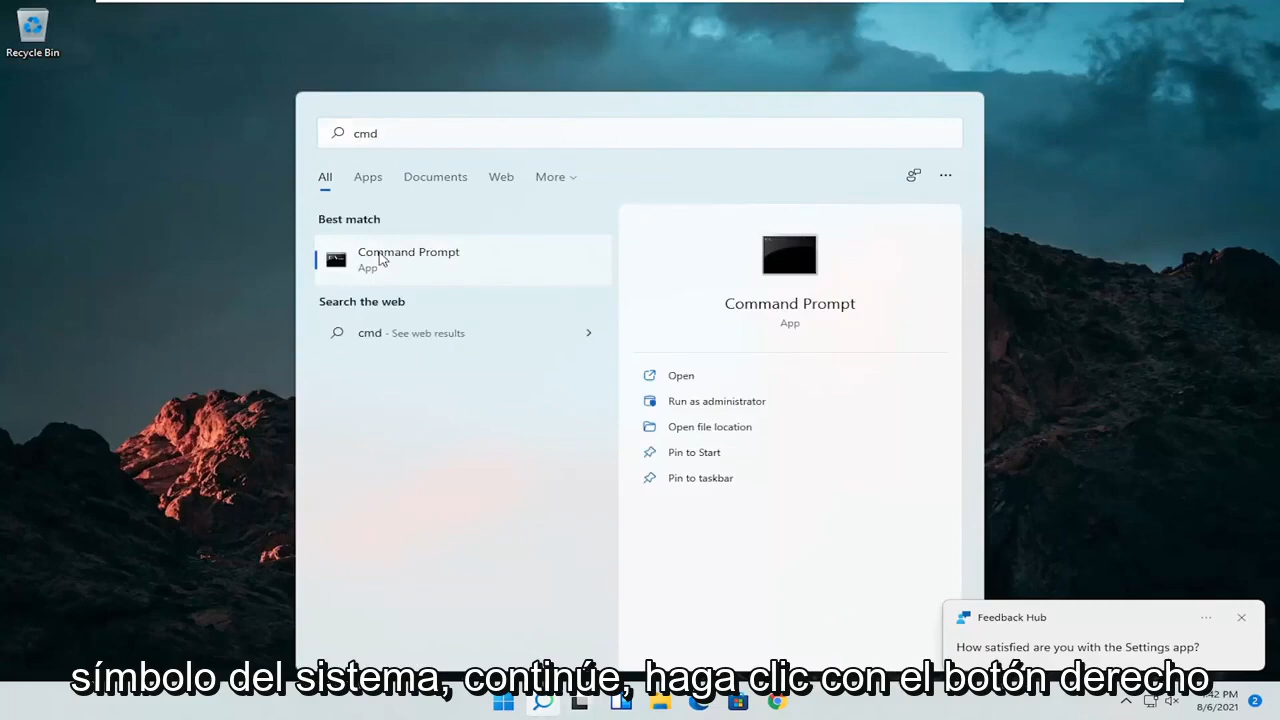 Recycle Bin
cmd
All Apps Documents Web More
Best match
Command Prompt
App
Search the web
cmd - See web results
Command Prompt
App
Open
Run as administrator
Open file location
Pin to Start
Pin to taskbar
Feedback Hub
How satisfied are you with the Settings app?
símbolo del sistema, continúe, haga clic con el botón derecho
:42 PM
8/6/2021
2